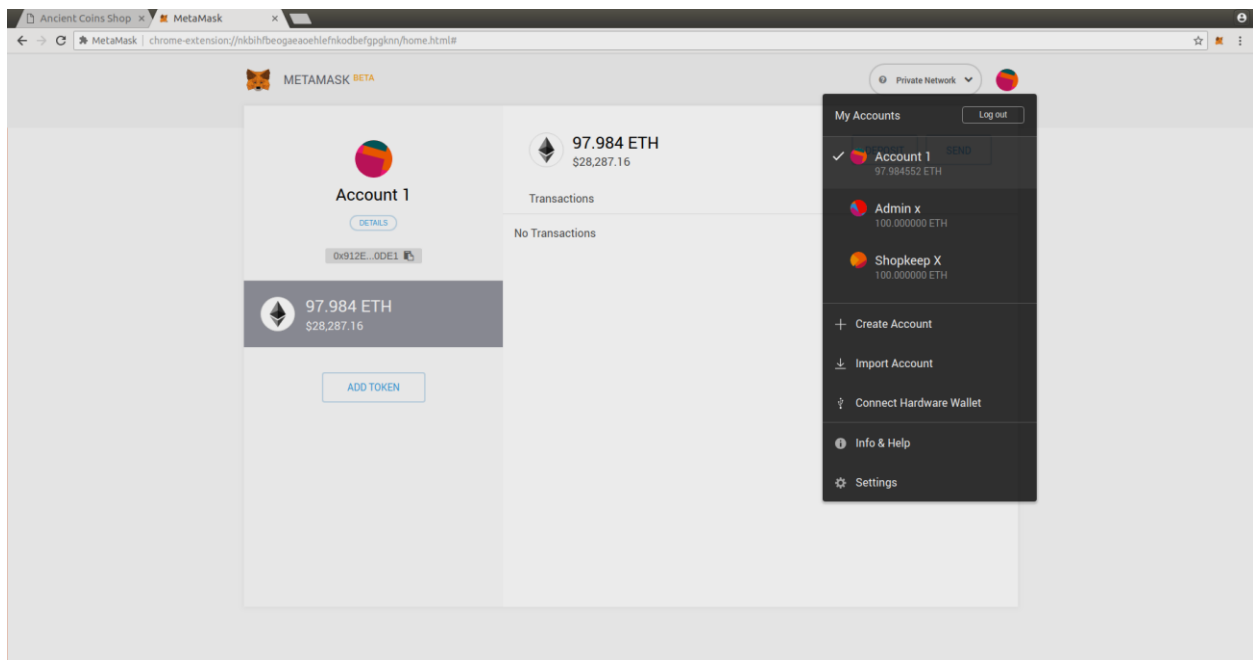 Ancient Coins Shop
MetaMask
MetaMask | chrome-extension://nkbihfbeogaeaoehlefnkodbefgpgknn/home.html#
METAMASK BETA
Private Network
Account 1
DETAILS
0x912E...0DE1
97.984 ETH
$28,287.16
ADD TOKEN
97.984 ETH
$28,287.16
DEPOSIT SEND
Transactions
No Transactions
My Accounts
Log out
Account 1
97.984552 ETH
Admin x
100.000000 ETH
Shopkeep X
100.000000 ETH
Create Account
Import Account
Connect Hardware Wallet
Info & Help
Settings